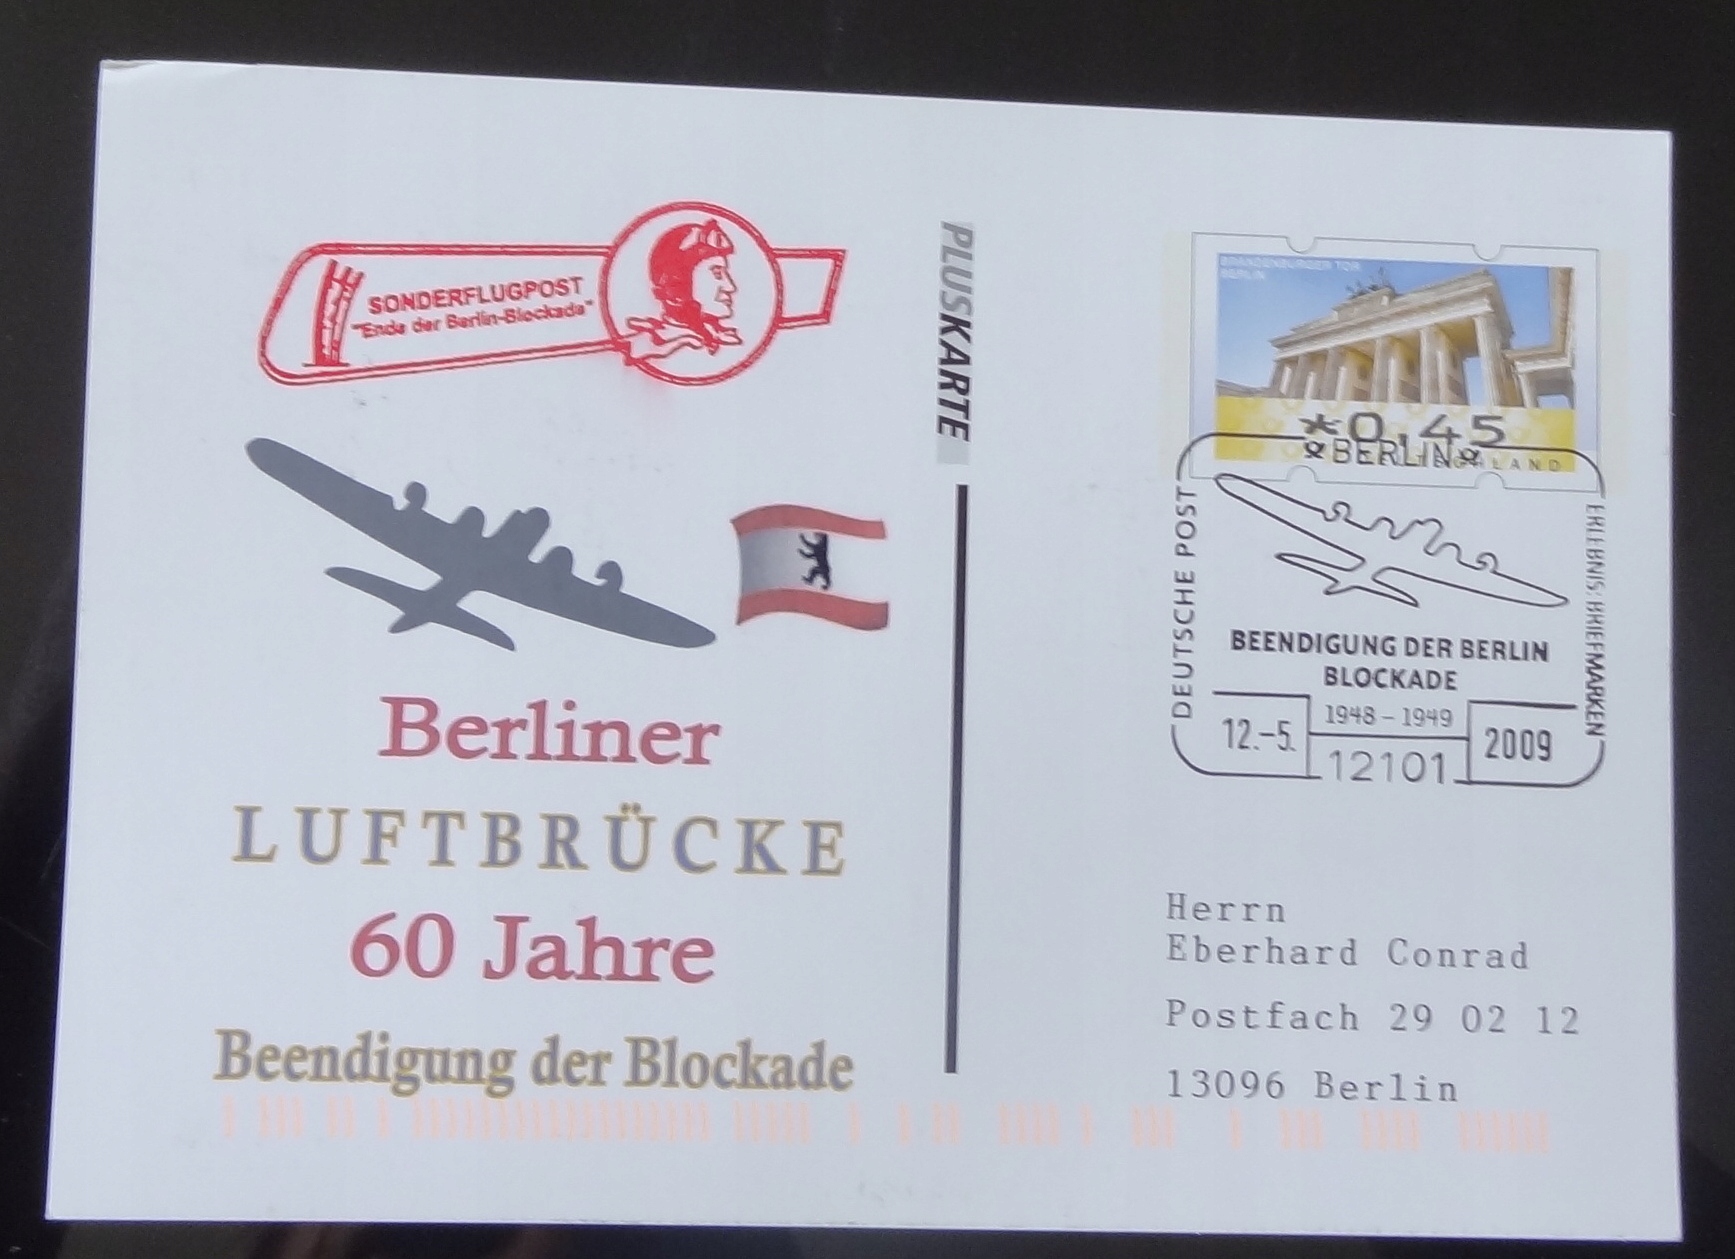 SONDERFLUGPOST
"Ende der Berlin-Blockade"
Berliner
LUFTBRÜCKE
60 Jahre
Beendigung der Blockade
PLUSKARTE
BRANDENBURGER TOR
BERLIN
*0,45
BERLIN
DEUTSCHE POST
ERLEBNIS: BRIEFMARKEN
BEENDIGUNG DER BERLIN
BLOCKADE
1948 – 1949
12.-5. 2009
12101
Herrn
Eberhard Conrad
Postfach 29 02 12
13096 Berlin